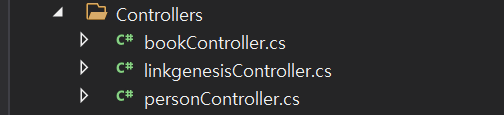 Controllers
C# bookController.cs
C# linkgenesisController.cs
C# personController.cs